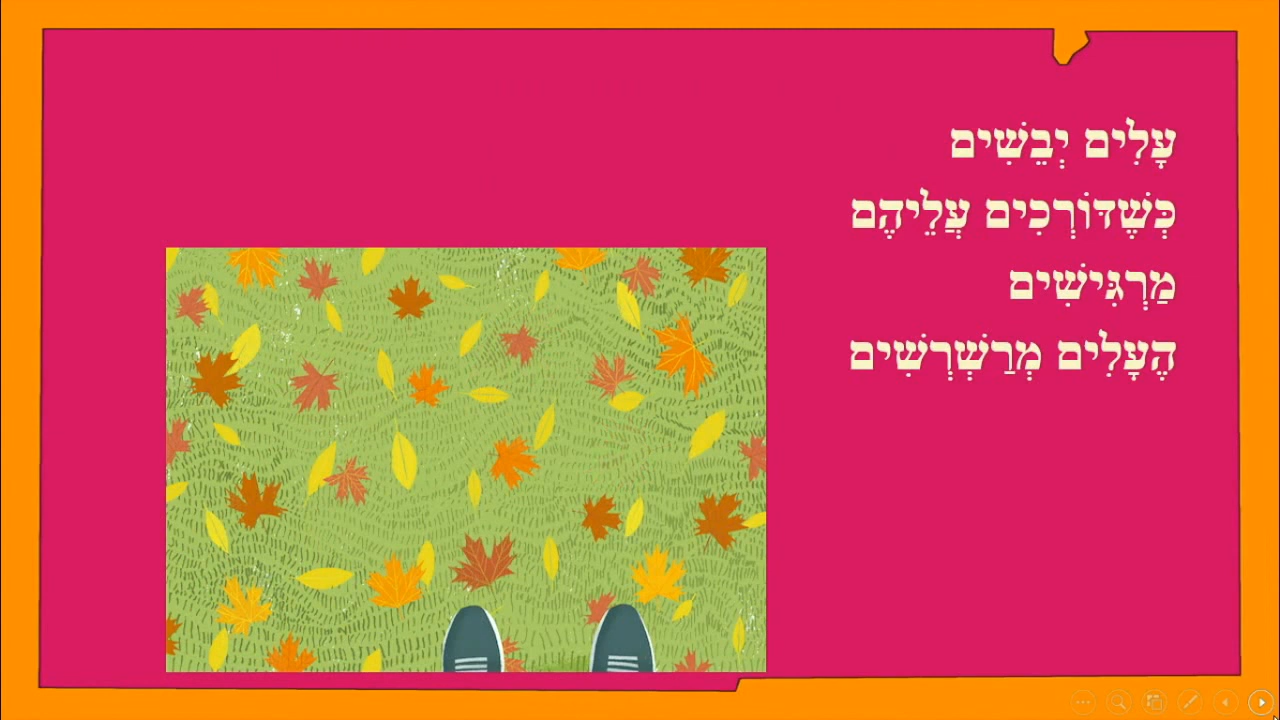 עָלִים יְבֵשִׁים
כְּשֶׁדּוֹרְכִים עֲלֵיהֶם
מַרְגִּישִׁים
הֶעָלִים מְרַשְׁרְשִׁים